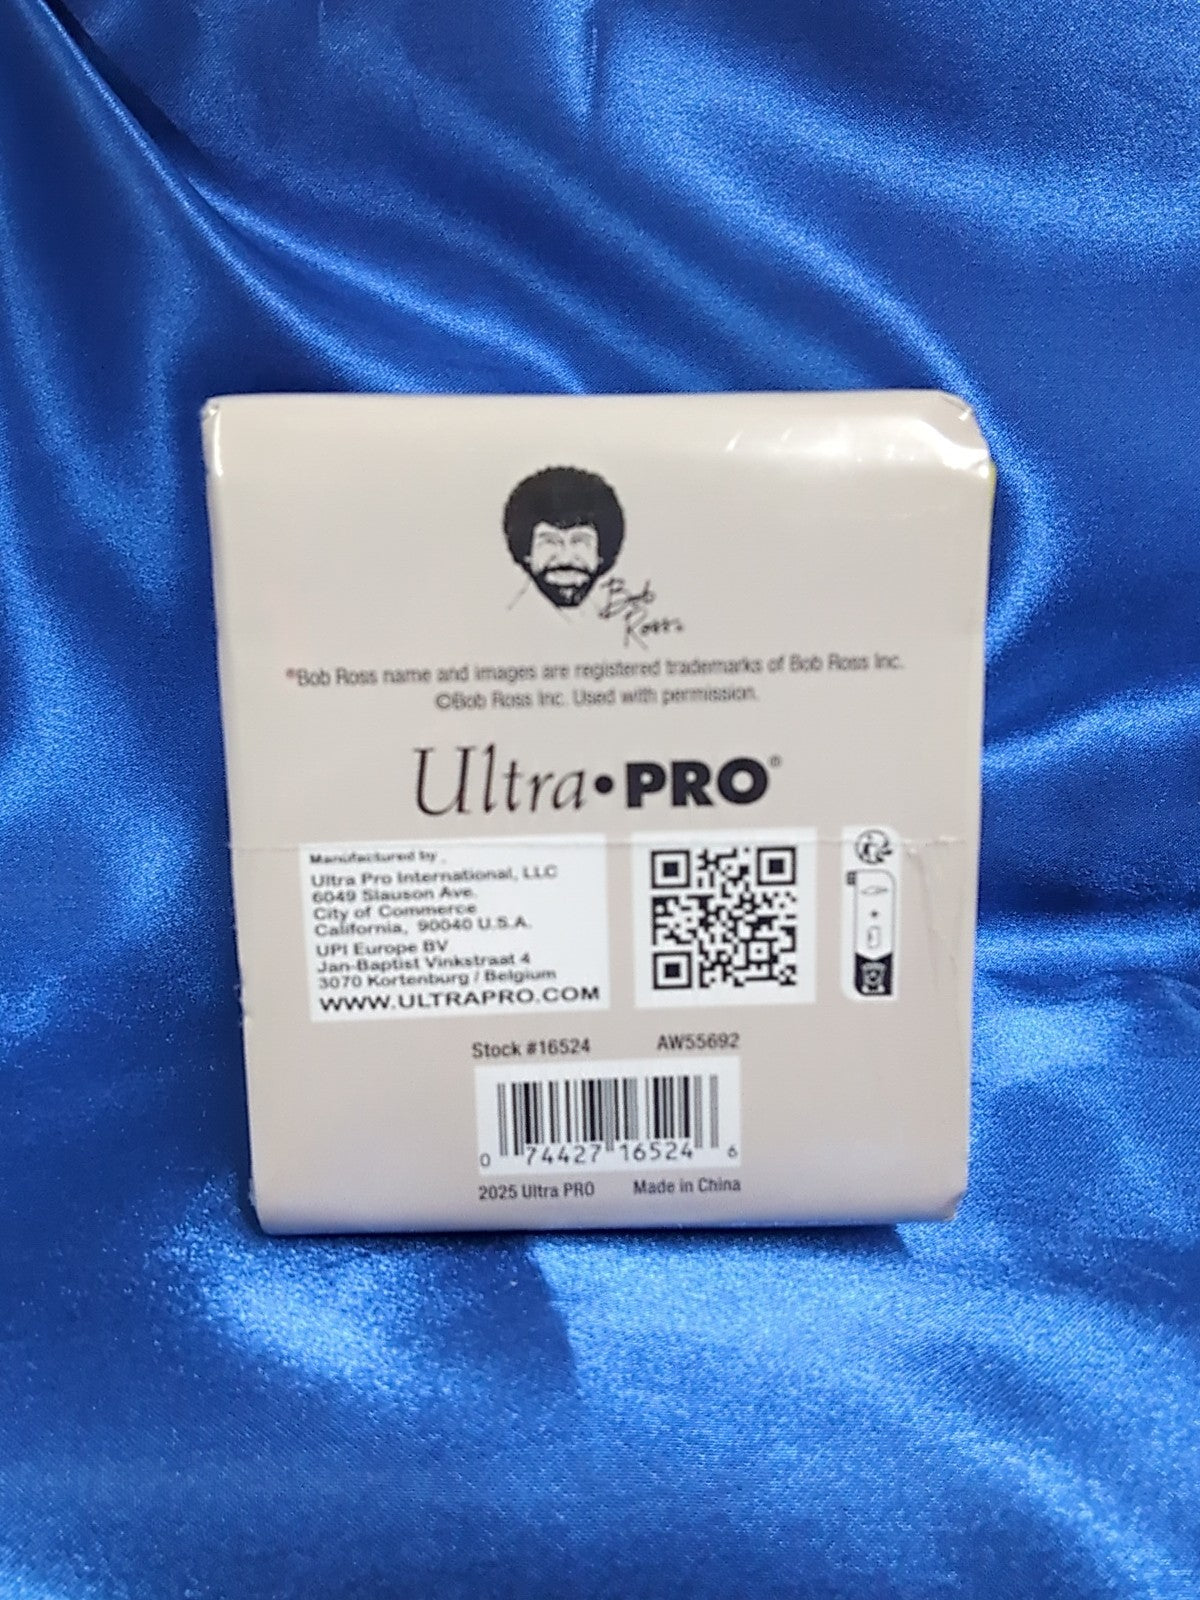 Bob
Ross
®Bob Ross name and images are registered trademarks of Bob Ross Inc.
©Bob Ross Inc. Used with permission.
Ultra•PRO®
Manufactured by
Ultra Pro International, LLC
6049 Slauson Ave.
City of Commerce
California, 90040 U.S.A.
UPI Europe BV
Jan-Baptist Vinkstraat 4
3070 Kortenburg / Belgium
WWW.ULTRAPRO.COM
Stock #16524 AW55692
0 74427 16524 6
2025 Ultra PRO Made in China